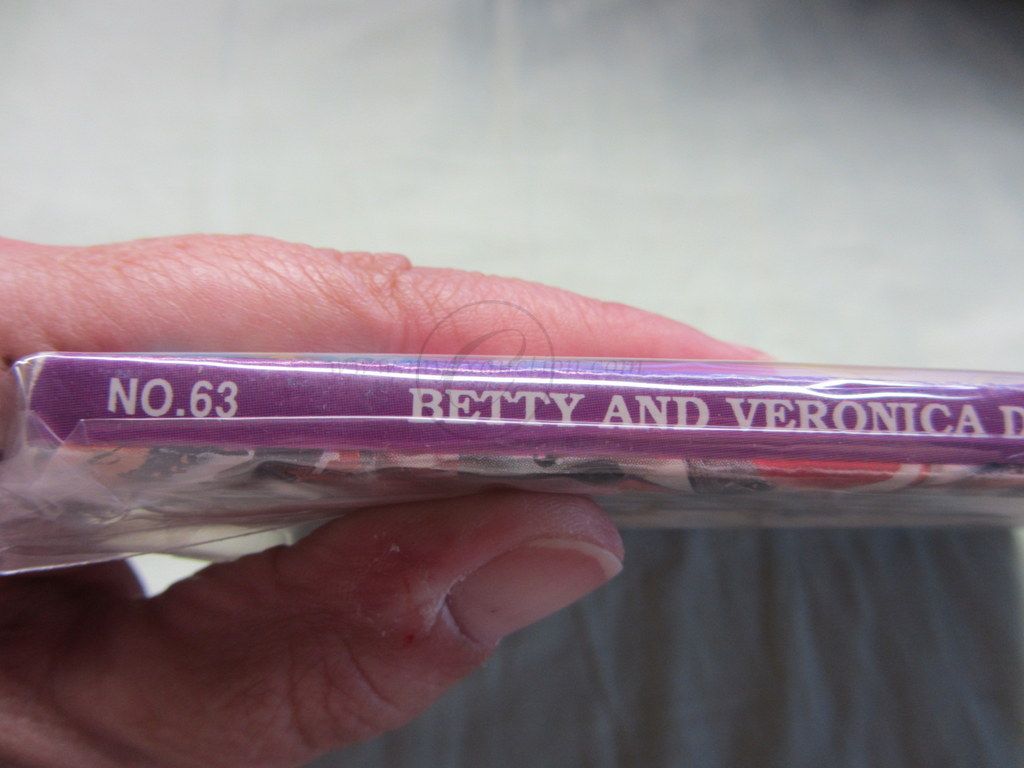 NO.63 BETTY AND VERONICA D